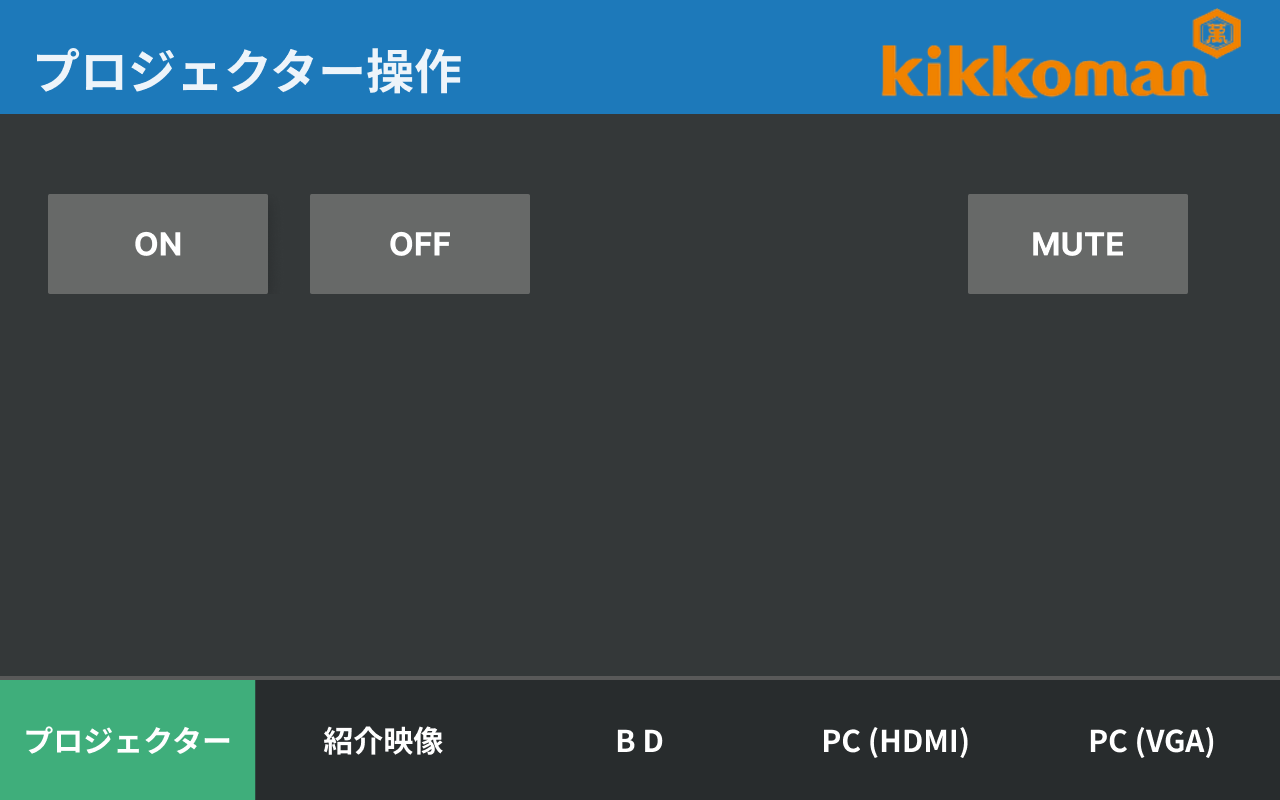 プロジェクター操作
kikkoman
萬
ON
OFF
MUTE
プロジェクター
紹介映像
B D
PC (HDMI)
PC (VGA)